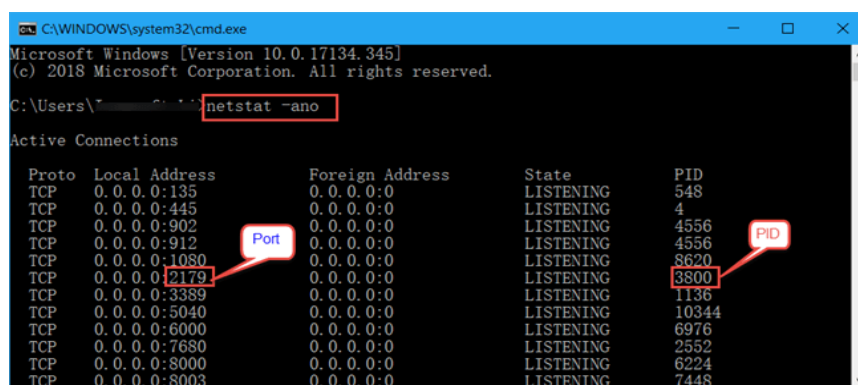 C:\WINDOWS\system32\cmd.exe
Microsoft Windows [Version 10.0.17134.345]
(c) 2018 Microsoft Corporation. All rights reserved.
C:\Users\ netstat -ano
Active Connections
Proto Local Address Foreign Address State PID
TCP 0.0.0.0:135 0.0.0.0:0 LISTENING 548
TCP 0.0.0.0:445 0.0.0.0:0 LISTENING 4
TCP 0.0.0.0:902 0.0.0.0:0 LISTENING 4556
TCP 0.0.0.0:912 0.0.0.0:0 LISTENING 4556
Port
PID
TCP 0.0.0.0:1080 0.0.0.0:0 LISTENING 8620
TCP 0.0.0.0:2179 0.0.0.0:0 LISTENING 3800
TCP 0.0.0.0:3389 0.0.0.0:0 LISTENING 1136
TCP 0.0.0.0:5040 0.0.0.0:0 LISTENING 10344
TCP 0.0.0.0:6000 0.0.0.0:0 LISTENING 6976
TCP 0.0.0.0:7680 0.0.0.0:0 LISTENING 2552
TCP 0.0.0.0:8000 0.0.0.0:0 LISTENING 6224
TCP 0.0.0.0:8003 0.0.0.0:0 LISTENING 7448